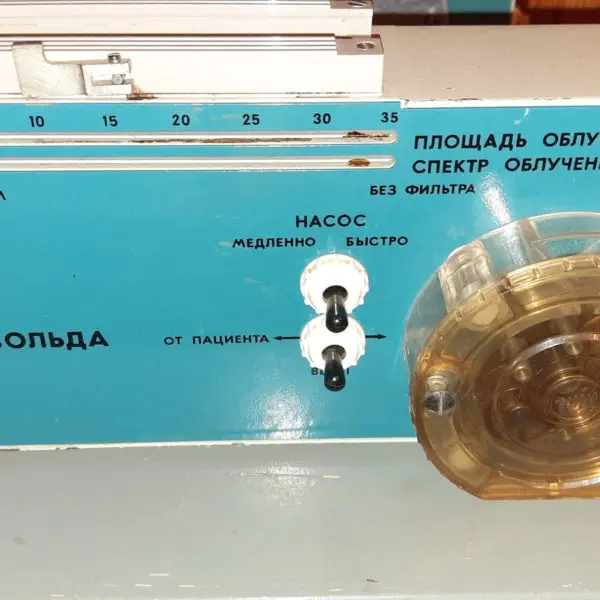 10 15 20 25 30 35
ПЛОЩАДЬ ОБЛУ
СПЕКТР ОБЛУЧЕН
БЕЗ ФИЛЬТРА
НАСОС
МЕДЛЕННО БЫСТРО
ОЛЬДА
ОТ ПАЦИЕНТА